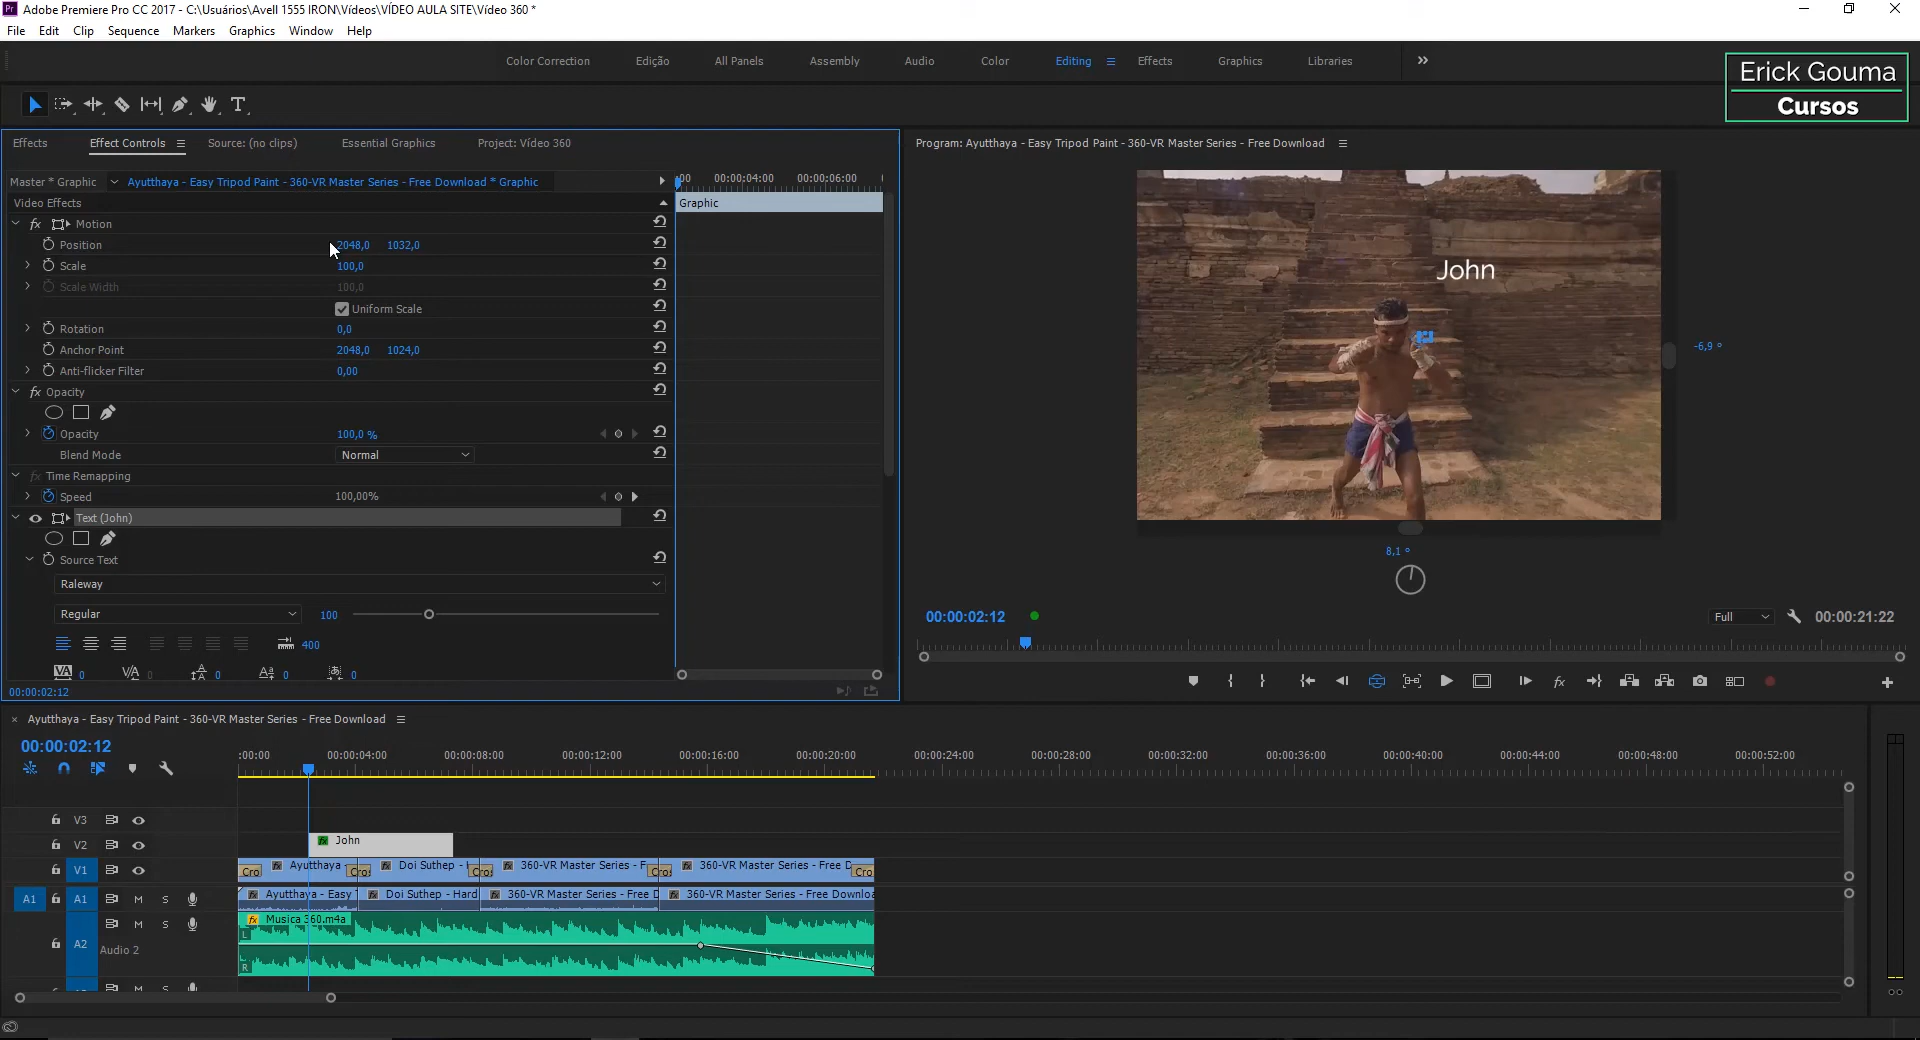 Adobe Premiere Pro CC 2017 - C:\Usuários\Avell 1555 IRON\Vídeos\VÍDEO AULA SITE\Vídeo 360 *
File Edit Clip Sequence Markers Graphics Window Help
Color Correction Edição All Panels Assembly Audio Color Editing Effects Graphics Libraries
Erick Gouma
Cursos
Effects Effect Controls Source: (no clips) Essential Graphics Project: Vídeo 360
Program: Ayutthaya - Easy Tripod Paint - 360-VR Master Series - Free Download
Master * Graphic Ayutthaya - Easy Tripod Paint - 360-VR Master Series - Free Download * Graphic
:00 00:00:04:00 00:00:06:00
Video Effects
Graphic
fx Motion
Position 2048,0 1032,0
Scale 100,0
Scale Width 100,0
Uniform Scale
Rotation 0,0
Anchor Point 2048,0 1024,0
Anti-flicker Filter 0,00
fx Opacity
Opacity 100,0 %
Blend Mode Normal
fx Time Remapping
Speed 100,00%
Text (John)
Source Text
Raleway
Regular 100
400
0 0 0 0 0
00:00:02:12
John
-6,9 °
8,1 °
00:00:02:12 Full 00:00:21:22
Ayutthaya - Easy Tripod Paint - 360-VR Master Series - Free Download
00:00:02:12
:00:00 00:00:04:00 00:00:08:00 00:00:12:00 00:00:16:00 00:00:20:00 00:00:24:00 00:00:28:00 00:00:32:00 00:00:36:00 00:00:40:00 00:00:44:00 00:00:48:00 00:00:52:00
V3
V2 fx John
V1 Cro fx Ayutthaya - Cros fx Doi Suthep - Cros fx 360-VR Master Series - F Cros fx 360-VR Master Series - Free D Cro
A1 A1 M S fx Ayutthaya - Easy T fx Doi Suthep - Hard fx 360-VR Master Series - Free D fx 360-VR Master Series - Free Downloa
M S fx Musica 360.m4a
A2 Audio 2
L
R
M S